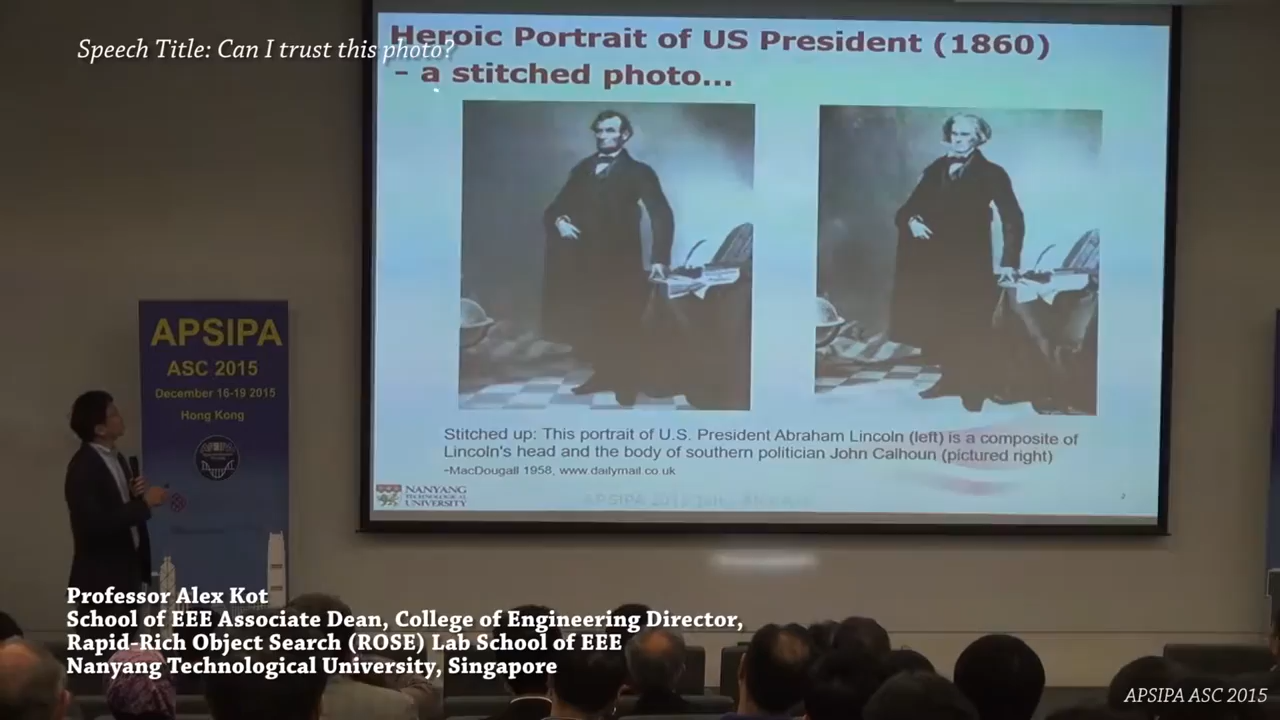 Speech Title: Can I trust this photo?
Heroic Portrait of US President (1860)
– a stitched photo...
APSIPA
ASC 2015
December 16-19 2015
Hong Kong
Stitched up: This portrait of U.S. President Abraham Lincoln (left) is a composite of
Lincoln's head and the body of southern politician John Calhoun (pictured right)
~MacDougall 1958, www.dailymail.co.uk
NANYANG
TECHNOLOGICAL
UNIVERSITY
Professor Alex Kot
School of EEE Associate Dean, College of Engineering Director,
Rapid-Rich Object Search (ROSE) Lab School of EEE
Nanyang Technological University, Singapore
APSIPA ASC 2015